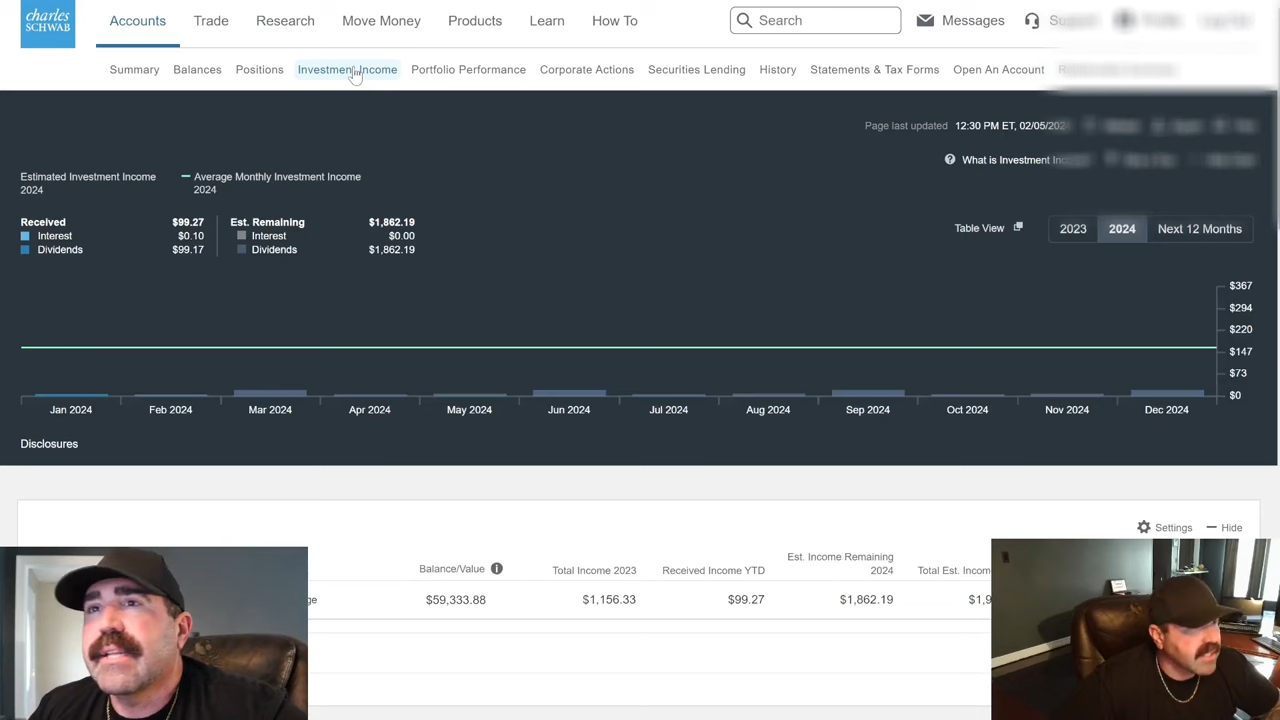 charles SCHWAB
Accounts Trade Research Move Money Products Learn How To Search Messages
Summary Balances Positions Investment Income Portfolio Performance Corporate Actions Securities Lending History Statements & Tax Forms Open An Account
Page last updated 12:30 PM ET, 02/05/202
What is Investment
Estimated Investment Income 2024
Average Monthly Investment Income 2024
Received $99.27 Est. Remaining $1,862.19
Interest $0.10 Interest $0.00
Dividends $99.17 Dividends $1,862.19
Table View 2023 2024 Next 12 Months
$367
$294
$220
$147
$73
$0
Jan 2024 Feb 2024 Mar 2024 Apr 2024 May 2024 Jun 2024 Jul 2024 Aug 2024 Sep 2024 Oct 2024 Nov 2024 Dec 2024
Disclosures
Settings Hide
Balance/Value Total Income 2023 Received Income YTD Est. Income Remaining 2024 Total Est. Incom
ge $59,333.88 $1,156.33 $99.27 $1,862.19 $1,9